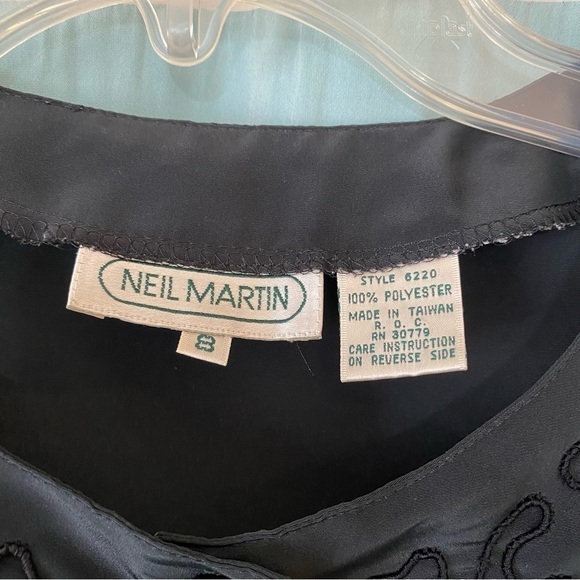 NEIL MARTIN
8
STYLE 6220
100% POLYESTER
MADE IN TAIWAN
R. O. C.
RN 30779
CARE INSTRUCTION
ON REVERSE SIDE